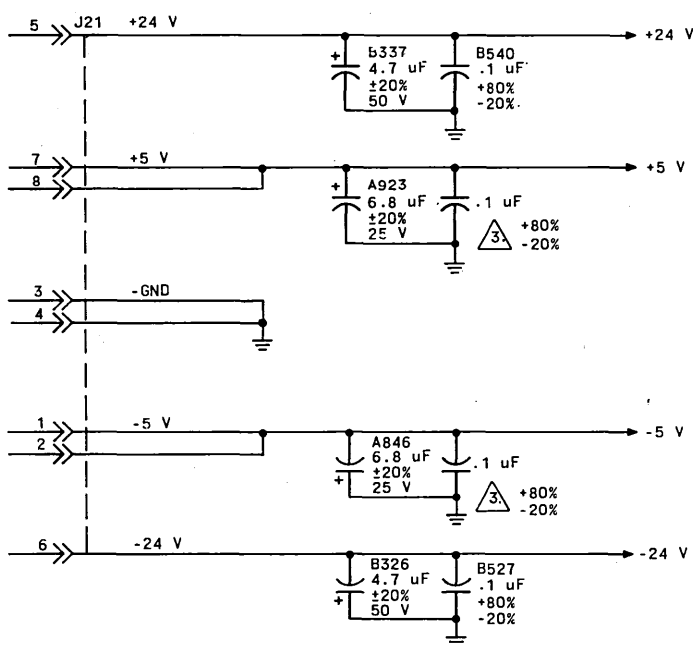 5 J21 +24 V +24 V
+ B337 B540
4.7 uF .1 uF
±20% +80%
50 V -20%
7 +5 V +5 V
8
+ A923
6.8 uF .1 uF
±20% 3. +80%
25 V -20%
3 -GND
4
1 -5 V -5 V
2
A846
6.8 uF .1 uF
±20%
+ 25 V 3. +80%
-20%
6 -24 V -24 V
B326 B527
4.7 uF .1 uF
±20% +80%
+ 50 V -20%